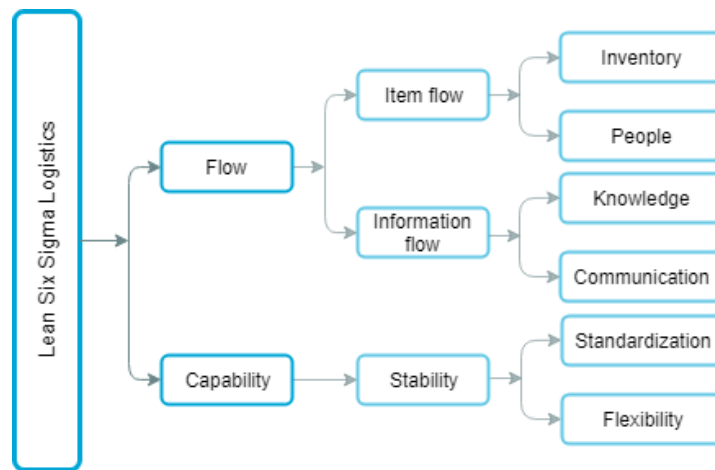 Lean Six Sigma Logistics
Flow
Item flow
Inventory
People
Information
flow
Knowledge
Communication
Capability
Stability
Standardization
Flexibility